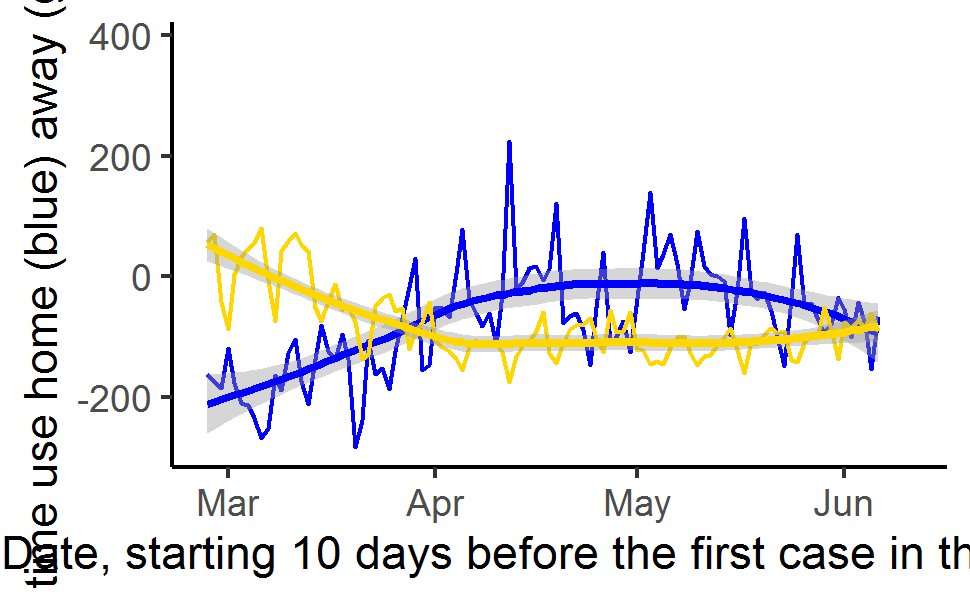 time use home (blue) away (
400
200
0
-200
Mar Apr May Jun
Date, starting 10 days before the first case in th